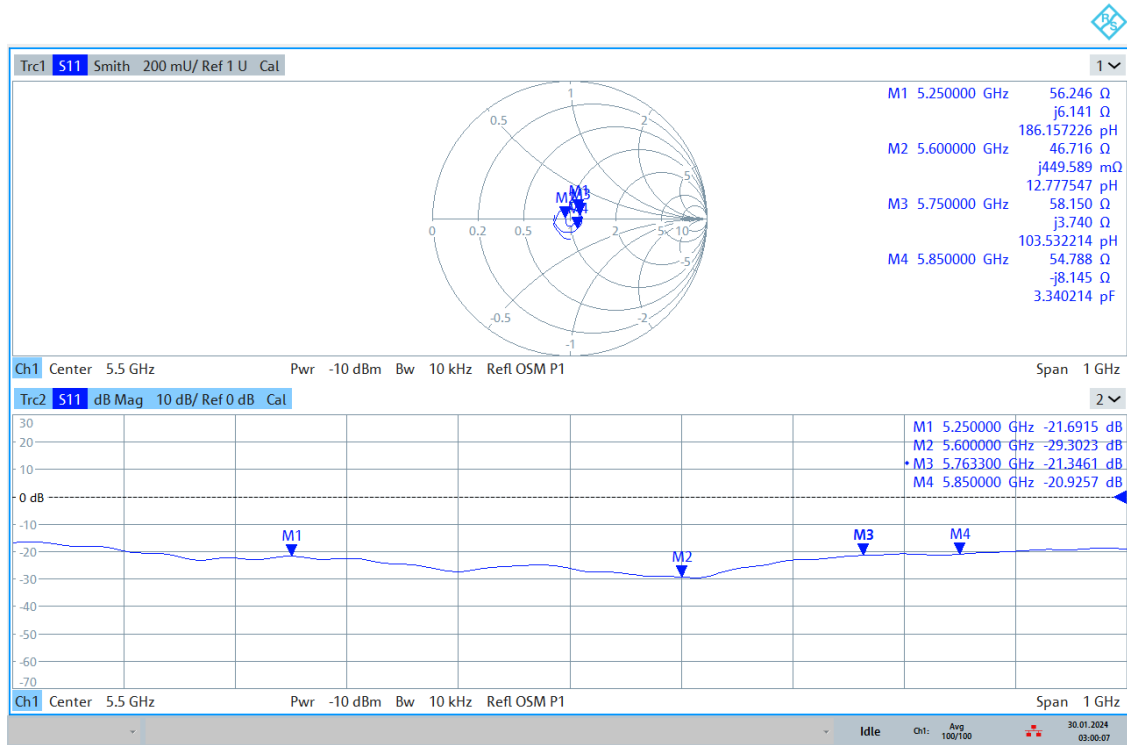 R&S
Trc1 S11 Smith 200 mU/ Ref 1 U Cal 1
1
0.5 2
5
0 0.2 0.5 1 2 5 10
-5
-0.5 -2
-1
M1 M3
M2 M4
M1 5.250000 GHz 56.246 Ω
j6.141 Ω
186.157226 pH
M2 5.600000 GHz 46.716 Ω
j449.589 mΩ
12.777547 pH
M3 5.750000 GHz 58.150 Ω
j3.740 Ω
103.532214 pH
M4 5.850000 GHz 54.788 Ω
-j8.145 Ω
3.340214 pF
Ch1 Center 5.5 GHz Pwr -10 dBm Bw 10 kHz Refl OSM P1 Span 1 GHz
Trc2 S11 dB Mag 10 dB/ Ref 0 dB Cal 2
30
20
10
0 dB
-10
-20
-30
-40
-50
-60
-70
M1
M2
M3
M4
M1 5.250000 GHz -21.6915 dB
M2 5.600000 GHz -29.3023 dB
• M3 5.763300 GHz -21.3461 dB
M4 5.850000 GHz -20.9257 dB
Ch1 Center 5.5 GHz Pwr -10 dBm Bw 10 kHz Refl OSM P1 Span 1 GHz
Idle Ch1: Avg 100/100 30.01.2024
03:00:07